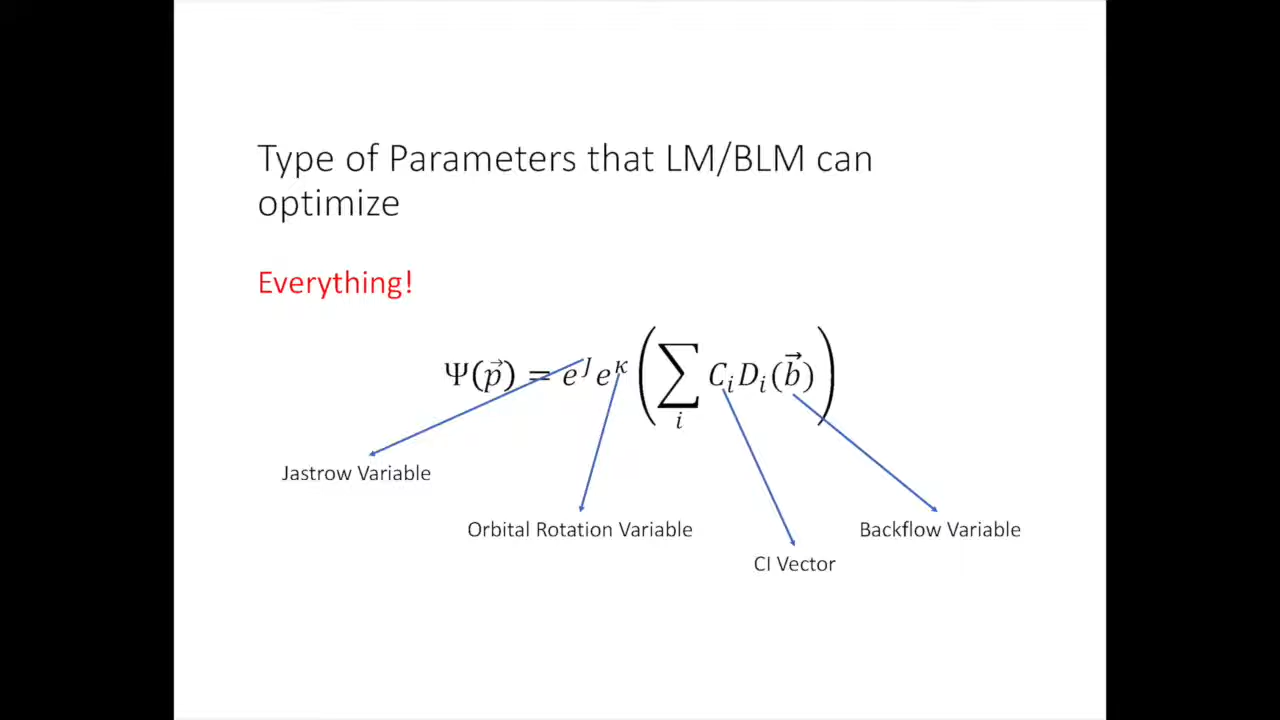 Type of Parameters that LM/BLM can
optimize
Everything!
Ψ(p⃗) = e^J e^κ (∑_i C_i D_i(b⃗))
Jastrow Variable
Orbital Rotation Variable
Backflow Variable
CI Vector